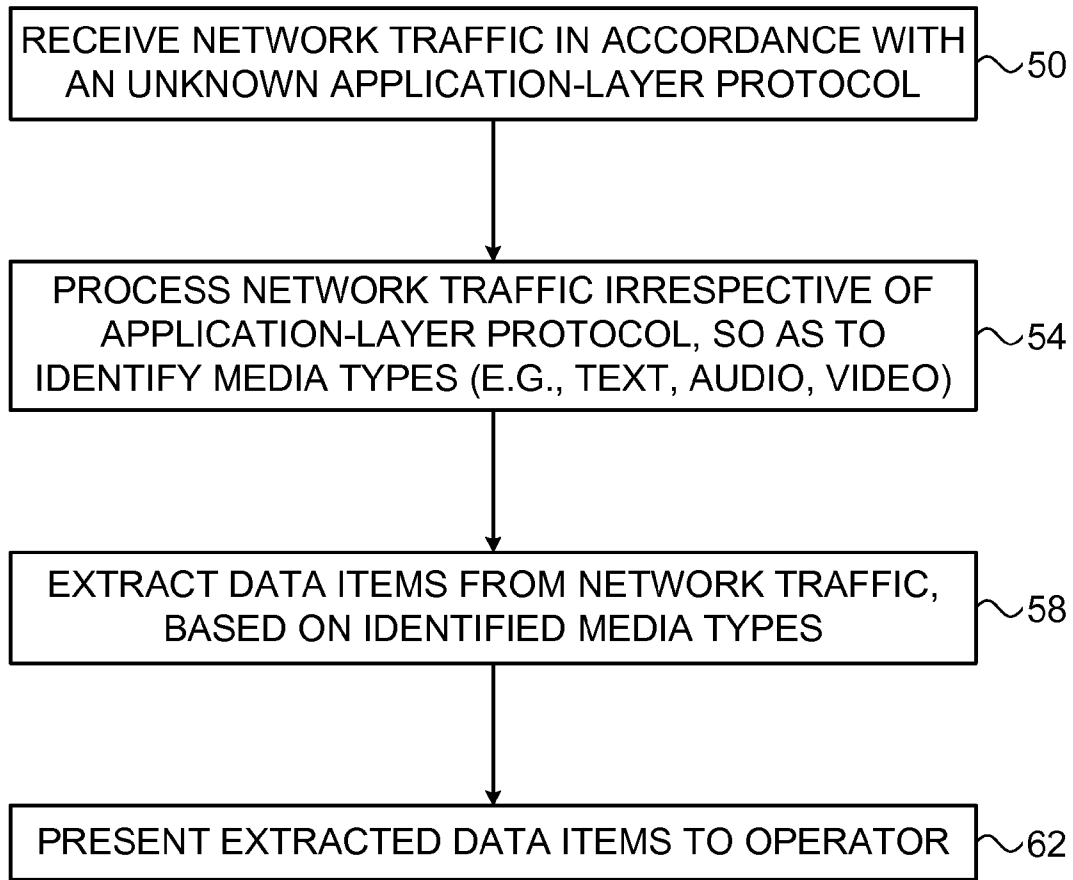 RECEIVE NETWORK TRAFFIC IN ACCORDANCE WITH
AN UNKNOWN APPLICATION-LAYER PROTOCOL
50
PROCESS NETWORK TRAFFIC IRRESPECTIVE OF
APPLICATION-LAYER PROTOCOL, SO AS TO
IDENTIFY MEDIA TYPES (E.G., TEXT, AUDIO, VIDEO)
54
EXTRACT DATA ITEMS FROM NETWORK TRAFFIC,
BASED ON IDENTIFIED MEDIA TYPES
58
PRESENT EXTRACTED DATA ITEMS TO OPERATOR
62